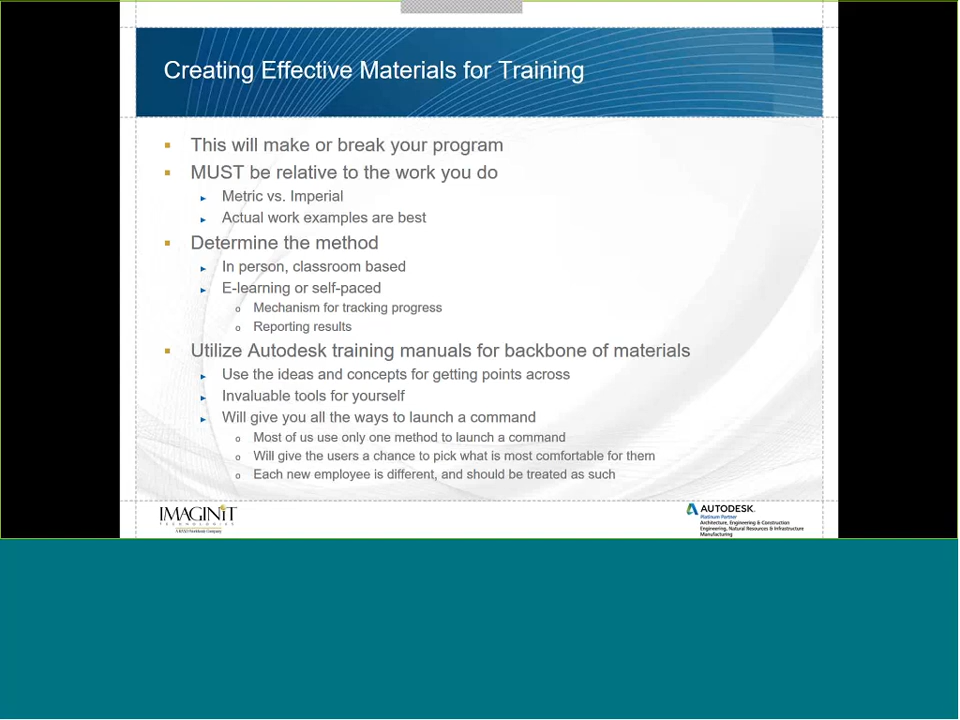 Creating Effective Materials for Training
This will make or break your program
MUST be relative to the work you do
Metric vs. Imperial
Actual work examples are best
Determine the method
In person, classroom based
E-learning or self-paced
Mechanism for tracking progress
Reporting results
Utilize Autodesk training manuals for backbone of materials
Use the ideas and concepts for getting points across
Invaluable tools for yourself
Will give you all the ways to launch a command
Most of us use only one method to launch a command
Will give the users a chance to pick what is most comfortable for them
Each new employee is different, and should be treated as such
IMAGINiT
TECHNOLOGIES
AUTODESK.
Platinum Partner
Architecture, Engineering & Construction
Engineering, Natural Resources & Infrastructure
Manufacturing